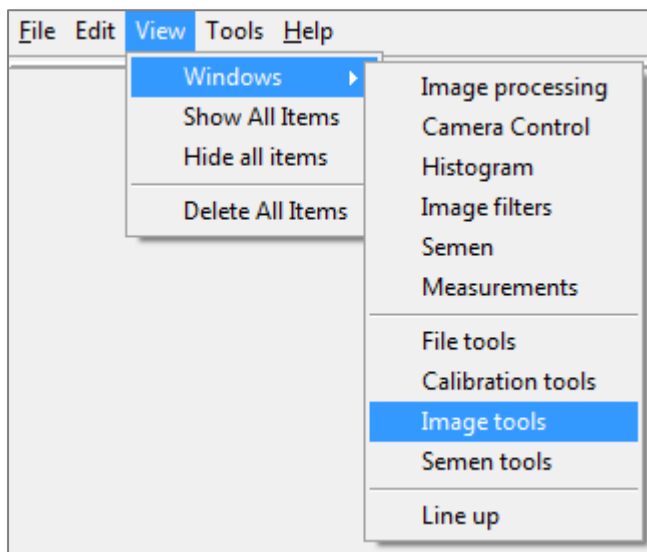 File Edit View Tools Help
Windows
Show All Items
Hide all items
Delete All Items
Image processing
Camera Control
Histogram
Image filters
Semen
Measurements
File tools
Calibration tools
Image tools
Semen tools
Line up